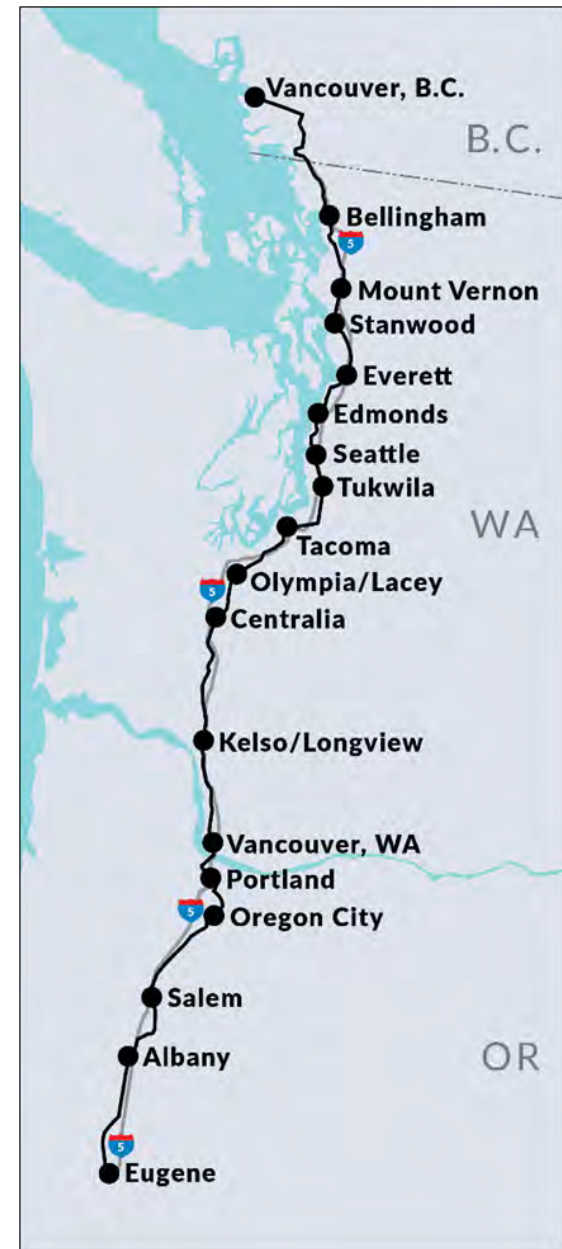 Vancouver, B.C.
B.C.
Bellingham
5
Mount Vernon
Stanwood
Everett
Edmonds
Seattle
Tukwila
WA
Tacoma
Olympia/Lacey
5
Centralia
Kelso/Longview
Vancouver, WA
Portland
5
Oregon City
Salem
Albany
OR
5
Eugene